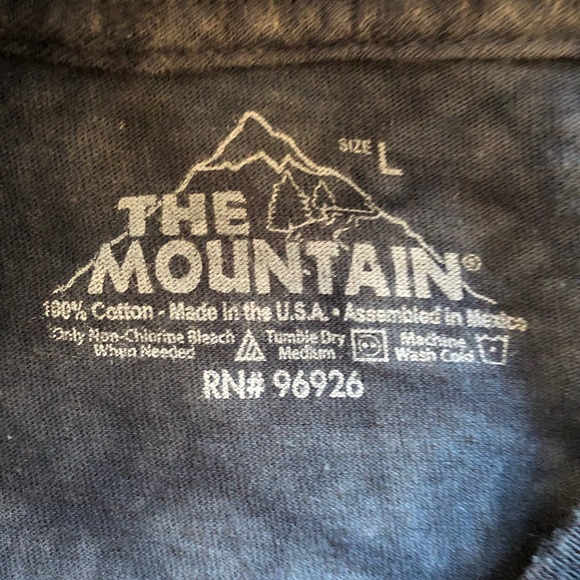 SIZE L
THE
MOUNTAIN®
100% Cotton - Made in the U.S.A. • Assembled in Mexico
Only Non-Chlorine Bleach When Needed
Tumble Dry Medium
Machine Wash Cold
RN# 96926